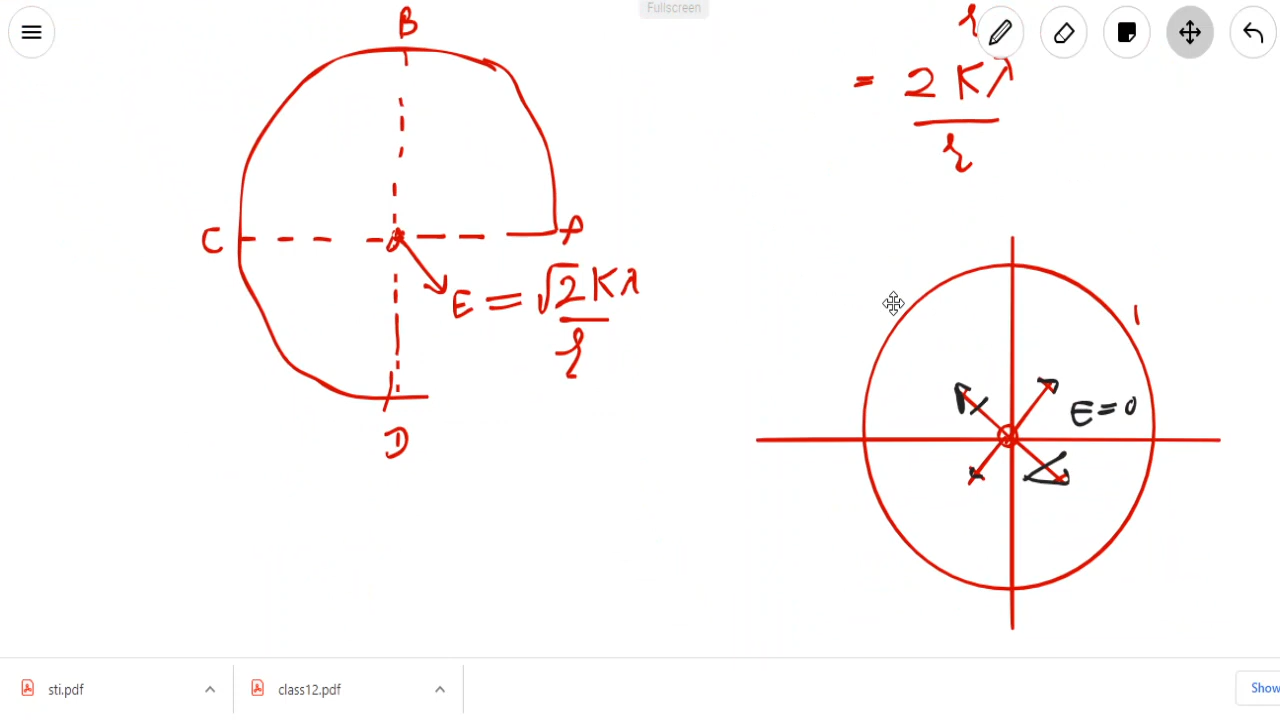 Fullscreen
B
r
= 2 Kλ
r
C
A
E = √2 Kλ
r
E = 0
D
sti.pdf
class12.pdf
Show